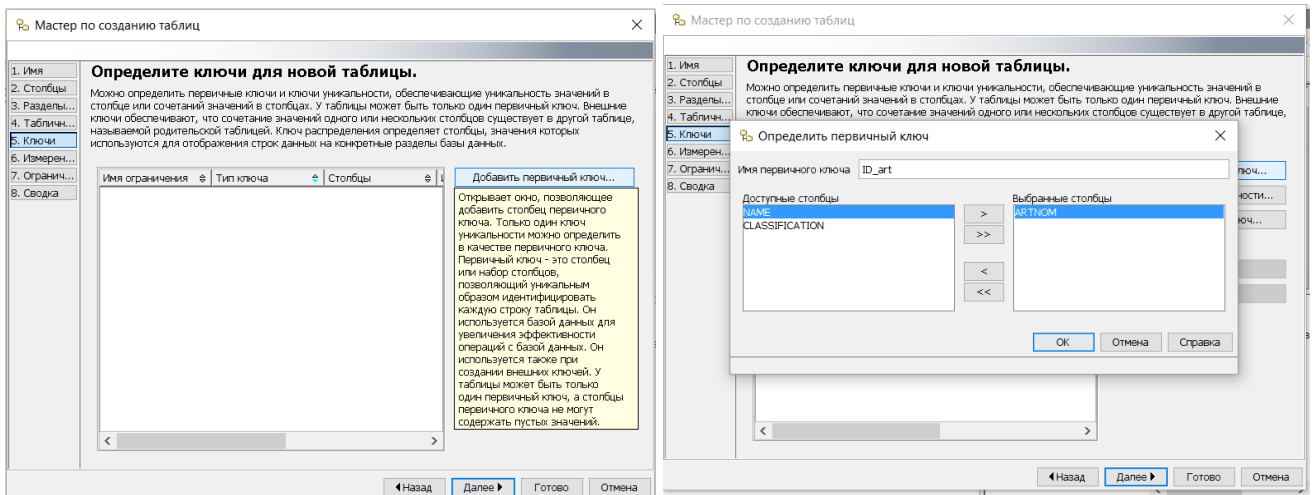 Мастер по созданию таблиц
1. Имя
2. Столбцы
3. Разделы...
4. Табличн...
5. Ключи
6. Измерен...
7. Огранич...
8. Сводка
Определите ключи для новой таблицы.
Можно определить первичные ключи и ключи уникальности, обеспечивающие уникальность значений в
столбце или сочетаний значений в столбцах. У таблицы может быть только один первичный ключ. Внешние
ключи обеспечивают, что сочетание значений одного или нескольких столбцов существует в другой таблице,
называемой родительской таблицей. Ключ распределения определяет столбцы, значения которых
используются для отображения строк данных на конкретные разделы базы данных.
Имя ограничения Тип ключа Столбцы
Добавить первичный ключ...
Открывает окно, позволяющее
добавить столбец первичного
ключа. Только один ключ
уникальности можно определить
в качестве первичного ключа.
Первичный ключ - это столбец
или набор столбцов,
позволяющий уникальным
образом идентифицировать
каждую строку таблицы. Он
используется базой данных для
увеличения эффективности
операций с базой данных. Он
используется также при
создании внешних ключей. У
таблицы может быть только
один первичный ключ, а столбцы
первичного ключа не могут
содержать пустых значений.
Назад Далее Готово Отмена
Мастер по созданию таблиц
1. Имя
2. Столбцы
3. Разделы...
4. Табличн...
5. Ключи
6. Измерен...
7. Огранич...
8. Сводка
Определите ключи для новой таблицы.
Можно определить первичные ключи и ключи уникальности, обеспечивающие уникальность значений в
столбце или сочетаний значений в столбцах. У таблицы может быть только один первичный ключ. Внешние
ключи обеспечивают, что сочетание значений одного или нескольких столбцов существует в другой таблице,
Определить первичный ключ
Имя первичного ключа ID_art
Доступные столбцы
NAME
CLASSIFICATION
>
>>
<
<<
Выбранные столбцы
ARTNOM
OK Отмена Справка
люч...
ности...
юч...
Назад Далее Готово Отмена